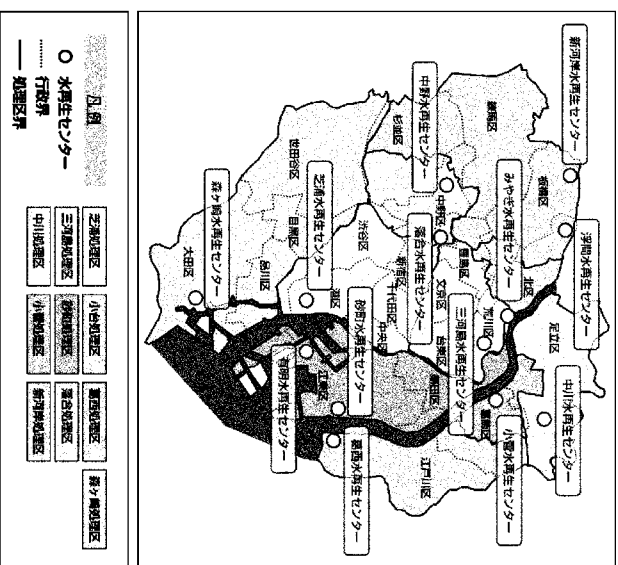 新河岸水再生センター
浮間水再生センター
中川水再生センター
みやぎ水再生センター
小菅水再生センター
中野水再生センター
落合水再生センター
三河島水再生センター
葛西水再生センター
芝浦水再生センター
砂町水再生センター
有明水再生センター
森ヶ崎水再生センター
板橋区
練馬区
北区
足立区
豊島区
荒川区
葛飾区
中野区
杉並区
文京区
台東区
墨田区
新宿区
千代田区
中央区
渋谷区
江戸川区
世田谷区
目黒区
港区
江東区
品川区
大田区
凡例
水再生センター
行政界
処理区界
芝浦処理区
小台処理区
葛西処理区
森ヶ崎処理区
三河島処理区
砂町処理区
落合処理区
中川処理区
小菅処理区
新河岸処理区